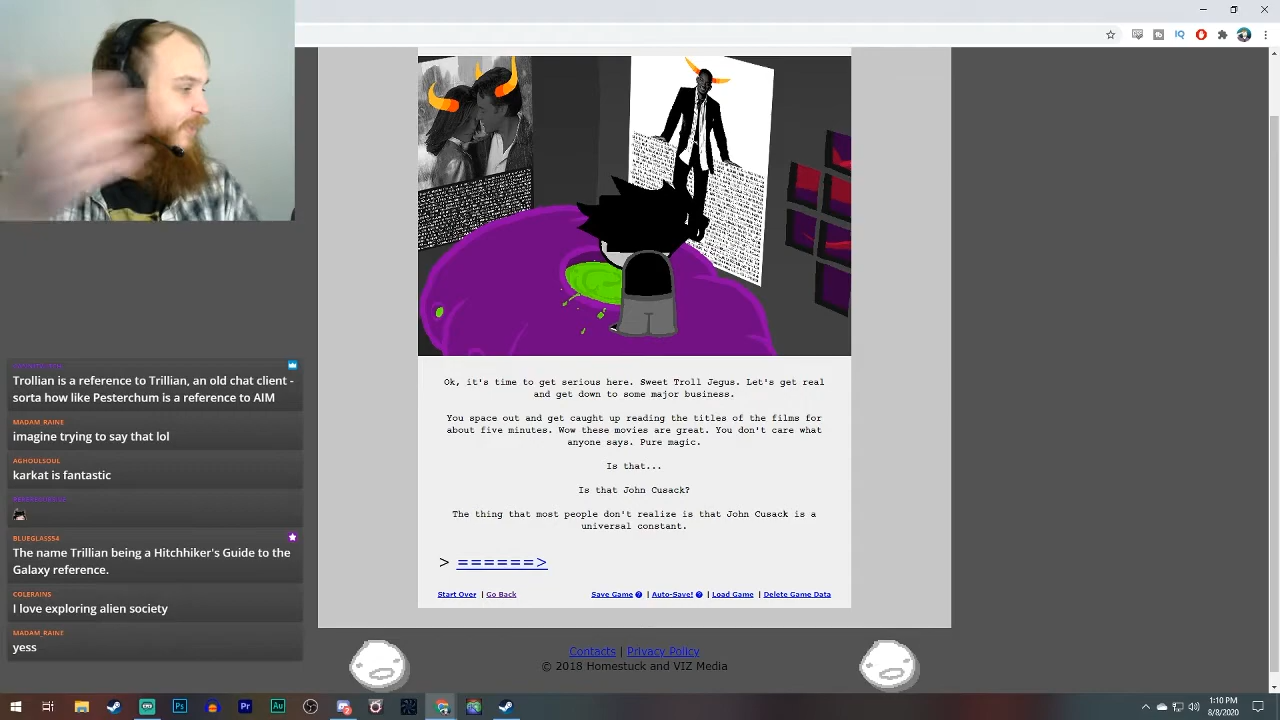 Ok, it's time to get serious here. Sweet Troll Jegus. Let's get real
and get down to some major business.
You space out and get caught up reading the titles of the films for
about five minutes. Wow these movies are great. You don't care what
anyone says. Pure magic.
Is that...
Is that John Cusack?
The thing that most people don't realize is that John Cusack is a
universal constant.
> ======>
Start Over | Go Back
Save Game ? | Auto-Save! ? | Load Game | Delete Game Data
Contacts | Privacy Policy
© 2018 Homestuck and VIZ Media
Trollian is a reference to Trillian, an old chat client -
sorta how like Pesterchum is a reference to AIM
MADAM_RAINE
imagine trying to say that lol
AGHOULSOUL
karkat is fantastic
BLUEGLASS54
The name Trillian being a Hitchhiker's Guide to the
Galaxy reference.
COLERAINS
I love exploring alien society
MADAM_RAINE
yess
1:10 PM
8/8/2020